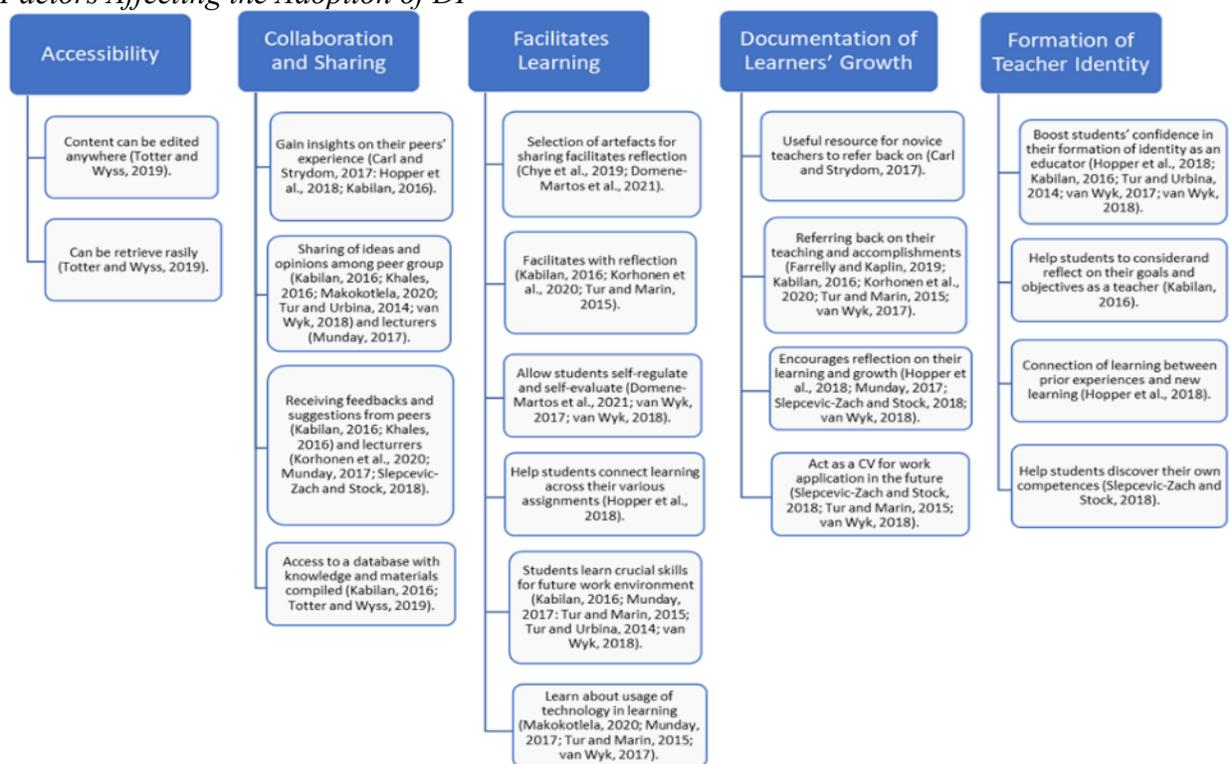 Factors Affecting the Adoption of DP
Accessibility
Content can be edited
anywhere (Totter and
Wyss, 2019).
Can be retrieve rasily
(Totter and Wyss, 2019).
Collaboration
and Sharing
Gain insights on their peers'
experience (Carl and
Strydom, 2017: Hopper et
al., 2018; Kabilan, 2016).
Sharing of ideas and
opinions among peer group
(Kabilan, 2016; Khales,
2016; Makokotlela, 2020;
Tur and Urbina, 2014; van
Wyk, 2018) and lecturers
(Munday, 2017).
Receiving feedbacks and
suggestions from peers
(Kabilan, 2016; Khales,
2016) and lecturrers
(Korhonen et al., 2020;
Munday, 2017; Slepcevic-
Zach and Stock, 2018).
Access to a database with
knowledge and materials
compiled (Kabilan, 2016;
Totter and Wyss, 2019).
Facilitates
Learning
Selection of artefacts for
sharing facilitates reflection
(Chye et al., 2019; Domene-
Martos et al., 2021).
Facilitates with reflection
(Kabilan, 2016; Korhonen et
al., 2020; Tur and Marin,
2015).
Allow students self-regulate
and self-evaluate (Domene-
Martos et al., 2021; van Wyk,
2017; van Wyk, 2018).
Help students connect learning
across their various
assignments (Hopper et al.,
2018).
Students learn crucial skills
for future work environment
(Kabilan, 2016; Munday,
2017: Tur and Marin, 2015;
Tur and Urbina, 2014; van
Wyk, 2018).
Learn about usage of
technology in learning
(Makokotlela, 2020; Munday,
2017; Tur and Marin, 2015;
van Wyk, 2017).
Documentation of
Learners' Growth
Useful resource for novice
teachers to refer back on (Carl
and Strydom, 2017).
Referring back on their
teaching and accomplishments
(Farrelly and Kaplin, 2019;
Kabilan, 2016; Korhonen et al.,
2020; Tur and Marin, 2015;
van Wyk, 2017).
Encourages reflection on their
learning and growth (Hopper et
al., 2018; Munday, 2017;
Slepcevic-Zach and Stock, 2018;
van Wyk, 2018).
Act as a CV for work
application in the future
(Slepcevic-Zach and Stock,
2018; Tur and Marin, 2015;
van Wyk, 2018).
Formation of
Teacher Identity
Boost students' confidence in
their formation of identity as an
educator (Hopper et al., 2018;
Kabilan, 2016; Tur and Urbina,
2014; van Wyk, 2017; van Wyk,
2018).
Help students to considerand
reflect on their goals and
objectives as a teacher (Kabilan,
2016).
Connection of learning between
prior experiences and new
learning (Hopper et al., 2018).
Help students discover their own
competences (Slepcevic-Zach and
Stock, 2018).